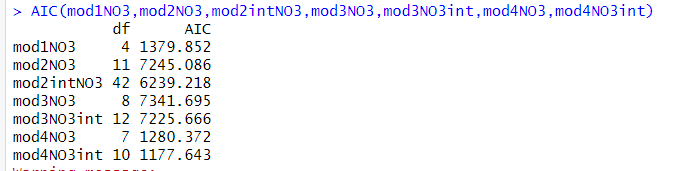 > AIC(mod1NO3,mod2NO3,mod2intNO3,mod3NO3,mod3NO3int,mod4NO3,mod4NO3int)
df AIC
mod1NO3 4 1379.852
mod2NO3 11 7245.086
mod2intNO3 42 6239.218
mod3NO3 8 7341.695
mod3NO3int 12 7225.666
mod4NO3 7 1280.372
mod4NO3int 10 1177.643
Warning message: